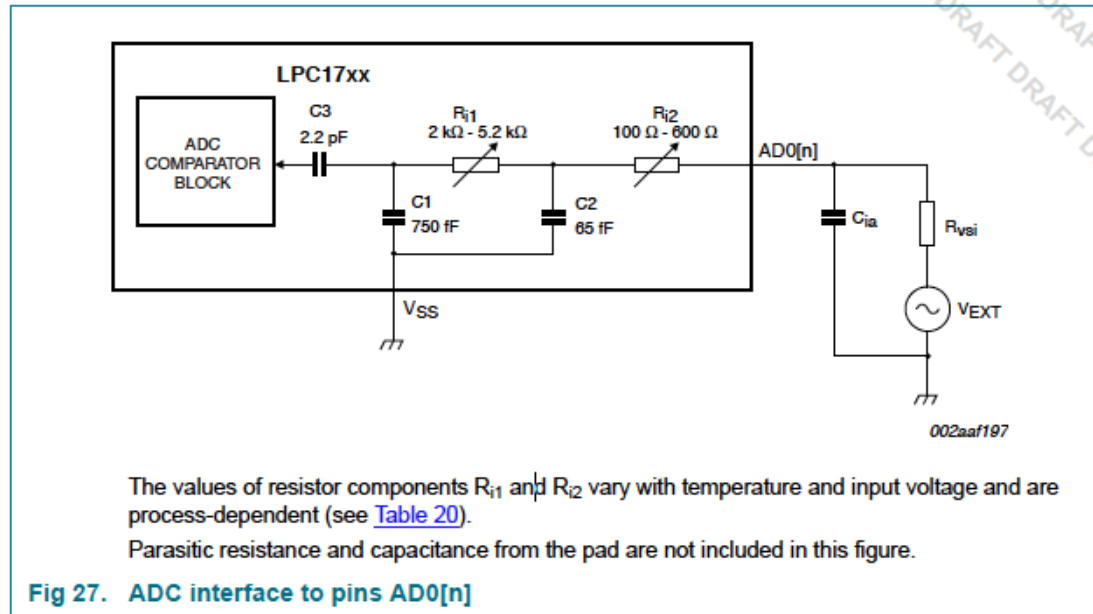 DRAFT DRAFT D
DRAF
LPC17xx
ADC
COMPARATOR
BLOCK
C3
2.2 pF
Ri1
2 kΩ - 5.2 kΩ
Ri2
100 Ω - 600 Ω
AD0[n]
C1
750 fF
C2
65 fF
Cia
Rvsi
VEXT
VSS
002aaf197
The values of resistor components Ri1 and Ri2 vary with temperature and input voltage and are
process-dependent (see Table 20).
Parasitic resistance and capacitance from the pad are not included in this figure.
Fig 27. ADC interface to pins AD0[n]